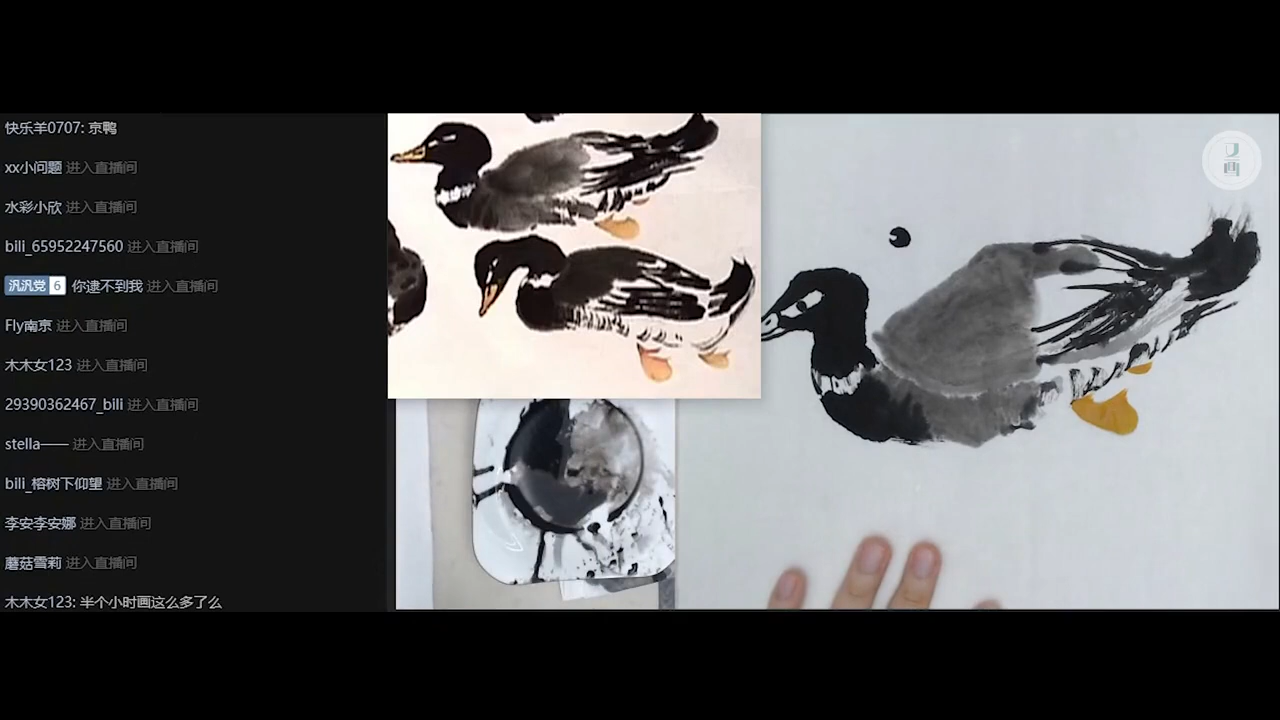 快乐羊0707: 京鸭
xx小问题 进入直播间
水彩小欣 进入直播间
bili_65952247560 进入直播间
汎汎党 6 你逮不到我 进入直播间
Fly南京 进入直播间
木木女123 进入直播间
29390362467_bili 进入直播间
stella—— 进入直播间
bili_榕树下仰望 进入直播间
李安李安娜 进入直播间
蘑菇雪莉 进入直播间
木木女123: 半个小时画这么多了么